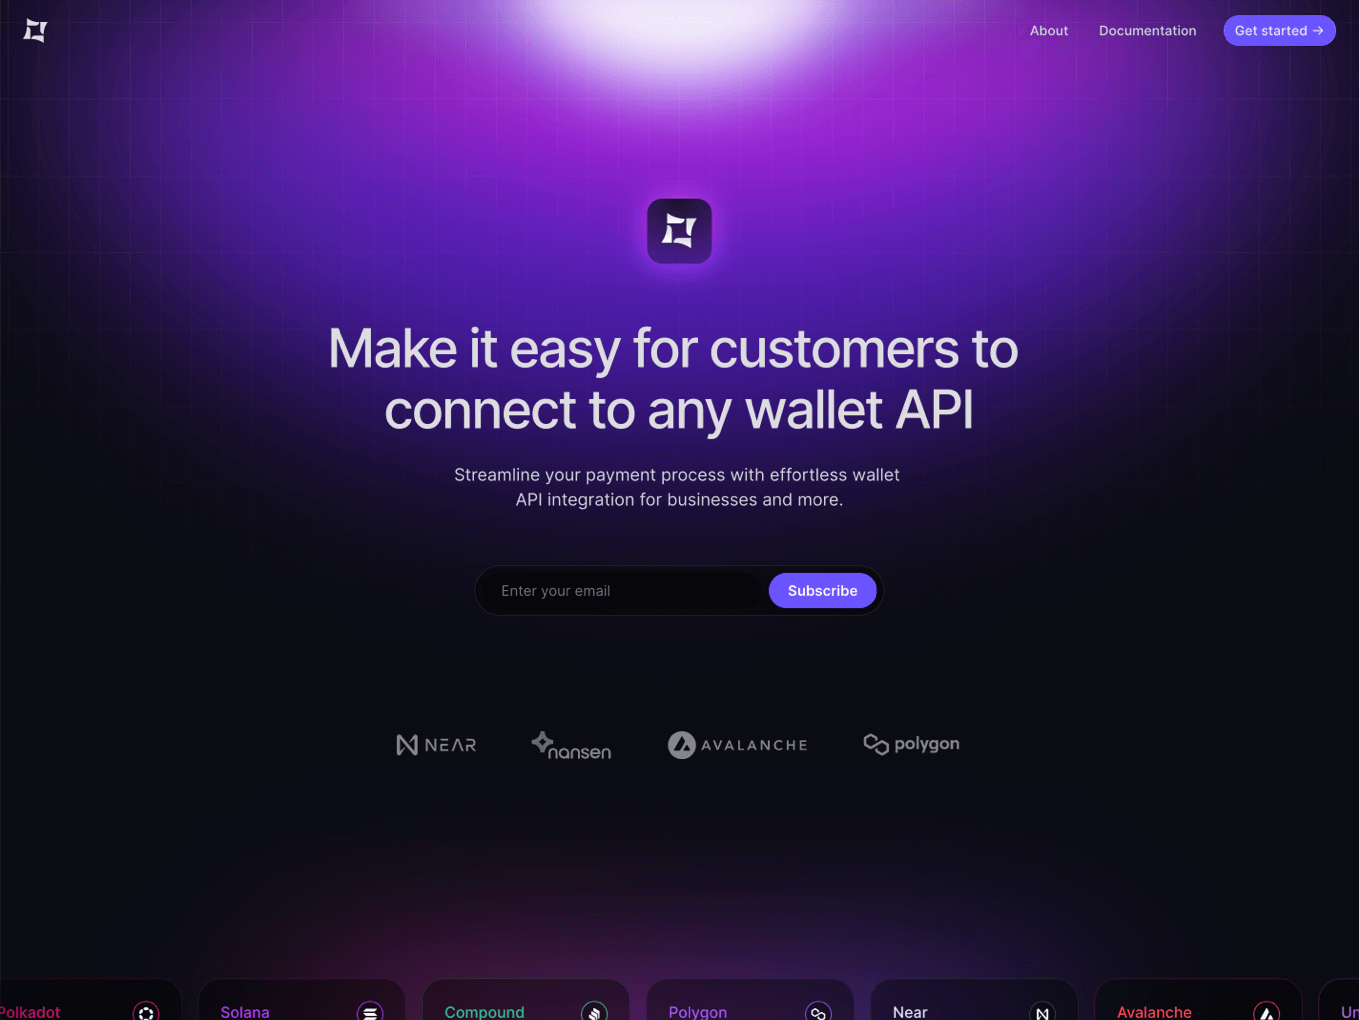 About
Documentation
Get started →
Make it easy for customers to
connect to any wallet API
Streamline your payment process with effortless wallet
API integration for businesses and more.
Enter your email
Subscribe
NEAR
nansen
AVALANCHE
polygon
Polkadot
Solana
Compound
Polygon
Near
Avalanche
Un